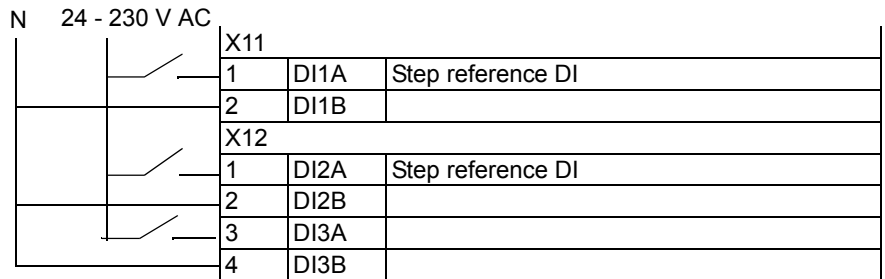 N 24 - 230 V AC
X11
1 DI1A Step reference DI
2 DI1B
X12
1 DI2A Step reference DI
2 DI2B
3 DI3A
4 DI3B